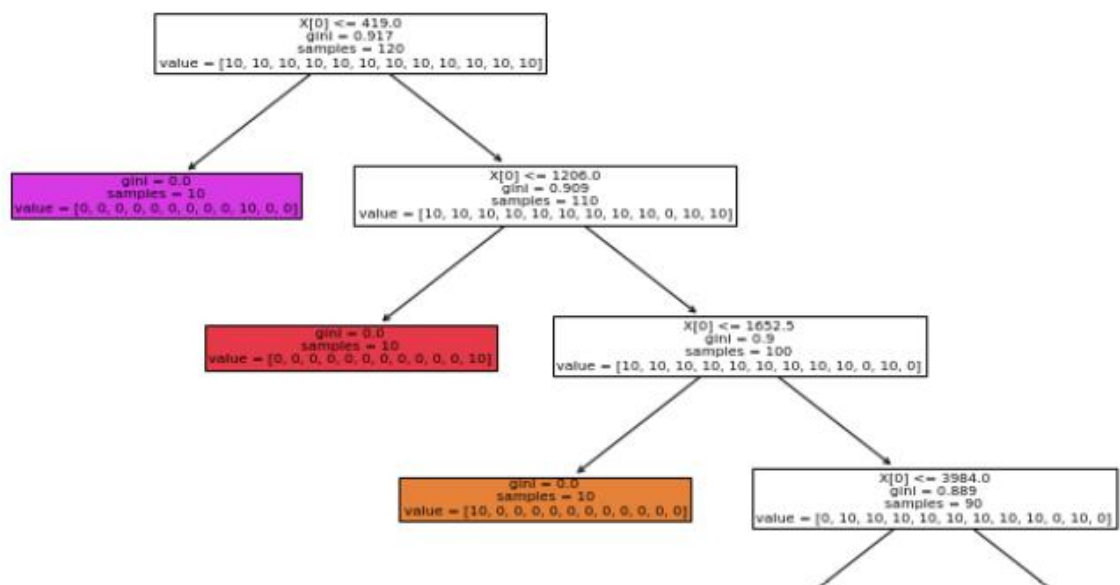 X[0] <= 419.0
gini = 0.917
samples = 120
value = [10, 10, 10, 10, 10, 10, 10, 10, 10, 10, 10, 10]
gini = 0.0
samples = 10
value = [0, 0, 0, 0, 0, 0, 0, 0, 0, 10, 0, 0]
X[0] <= 1206.0
gini = 0.909
samples = 110
value = [10, 10, 10, 10, 10, 10, 10, 10, 10, 0, 10, 10]
gini = 0.0
samples = 10
value = [0, 0, 0, 0, 0, 0, 0, 0, 0, 0, 0, 10]
X[0] <= 1652.5
gini = 0.9
samples = 100
value = [10, 10, 10, 10, 10, 10, 10, 10, 10, 0, 10, 0]
gini = 0.0
samples = 10
value = [10, 0, 0, 0, 0, 0, 0, 0, 0, 0, 0, 0]
X[0] <= 3984.0
gini = 0.889
samples = 90
value = [0, 10, 10, 10, 10, 10, 10, 10, 10, 0, 10, 0]